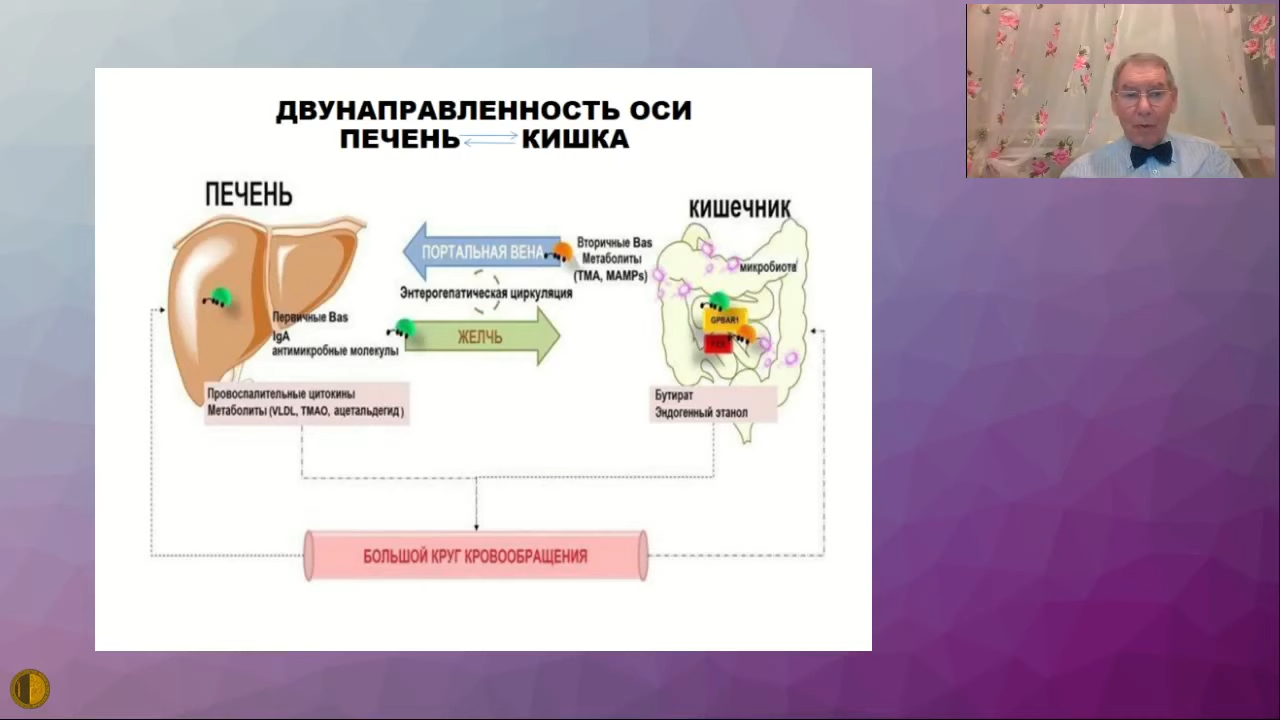 ДВУНАПРАВЛЕННОСТЬ ОСИ
ПЕЧЕНЬ КИШКА
ПЕЧЕНЬ
кишечник
ПОРТАЛЬНАЯ ВЕНА
Вторичные Bas
Метаболиты
(TMA, MAMPs)
микробиота
Энтерогепатическая циркуляция
GPBAR1
Первичные Bas
IgA
антимикробные молекулы
ЖЕЛЧЬ
Провоспалительные цитокины
Метаболиты (VLDL, TMAO, ацетальдегид)
Бутират
Эндогенный этанол
БОЛЬШОЙ КРУГ КРОВООБРАЩЕНИЯ